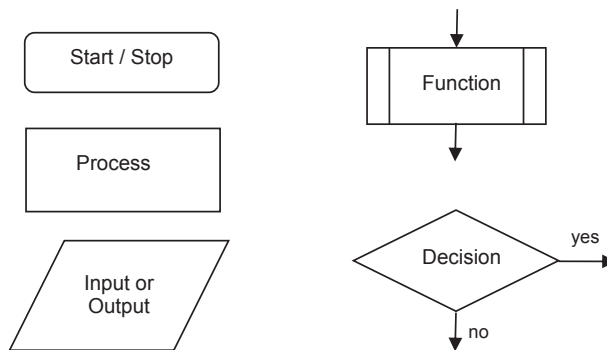 Start / Stop
Process
Input or
Output
Function
Decision
yes
no